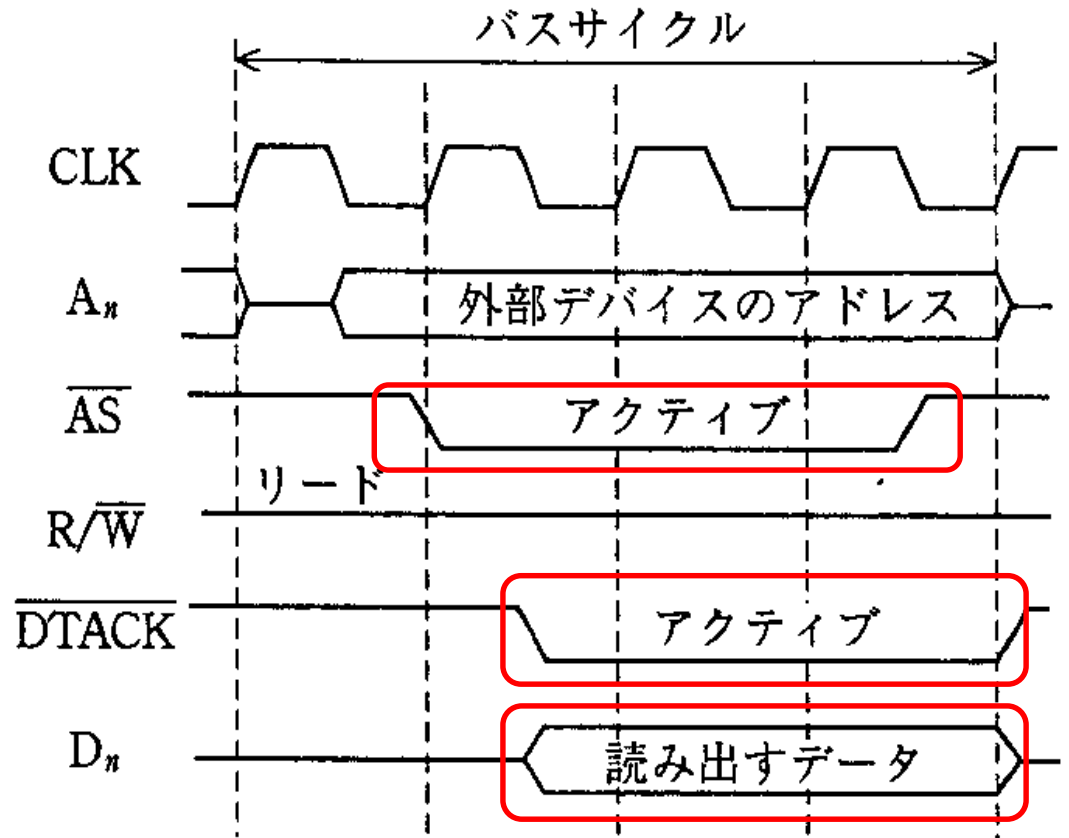 バスサイクル
CLK
Aₙ
外部デバイスのアドレス
A̅S̅
アクティブ
リード
R/W̅
D̅T̅A̅C̅K̅
アクティブ
Dₙ
読み出すデータ